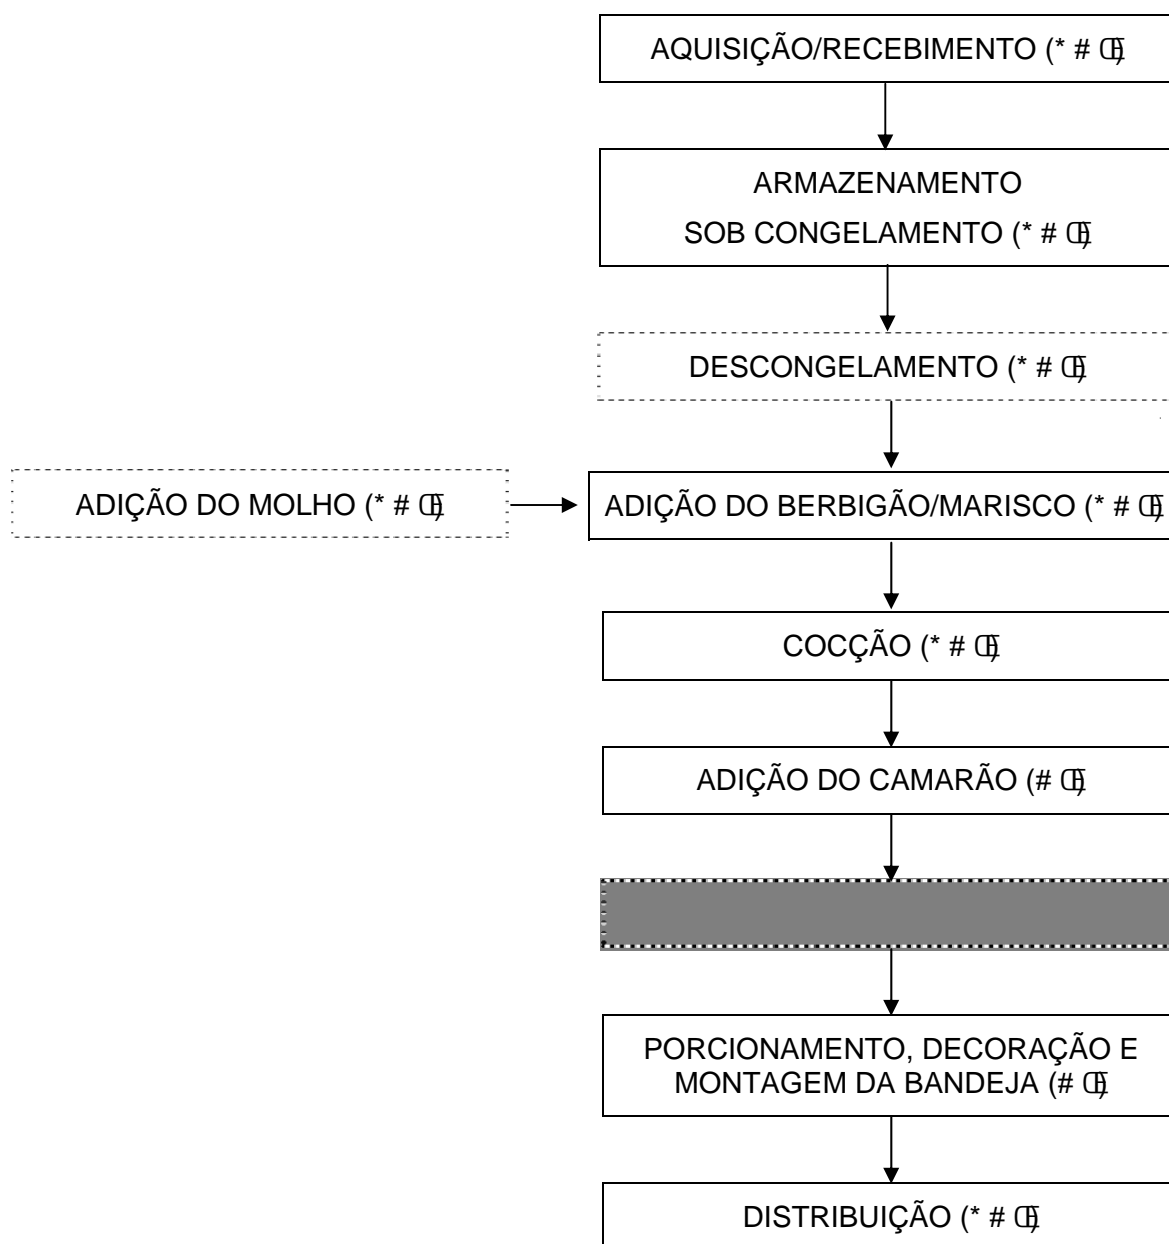 AQUISIÇÃO/RECEBIMENTO (* # Œ)
ARMAZENAMENTO
SOB CONGELAMENTO (* # Œ)
DESCONGELAMENTO (* # Œ)
ADIÇÃO DO MOLHO (* # Œ)
ADIÇÃO DO BERBIGÃO/MARISCO (* # Œ)
COCÇÃO (* # Œ)
ADIÇÃO DO CAMARÃO (# Œ)
PORCIONAMENTO, DECORAÇÃO E
MONTAGEM DA BANDEJA (# Œ)
DISTRIBUIÇÃO (* # Œ)